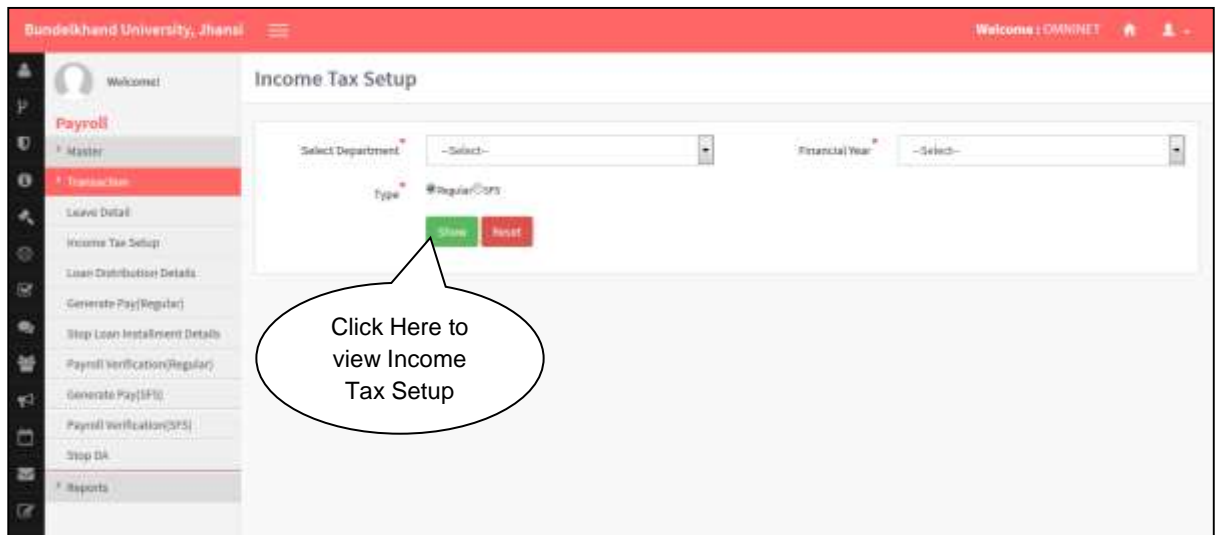 Bundelkhand University, Jhansi
Welcome : OMNINET
Welcome!
Income Tax Setup
Payroll
Master
Transaction
Leave Detail
Income Tax Setup
Loan Distribution Details
Generate Pay(Regular)
Stop Loan Installment Details
Payroll Verification(Regular)
Generate Pay(SFS)
Payroll Verification(SFS)
Stop DA
Reports
Select Department* --Select-- Financial Year* --Select--
Type* Regular SFS
Show Reset
Click Here to
view Income
Tax Setup